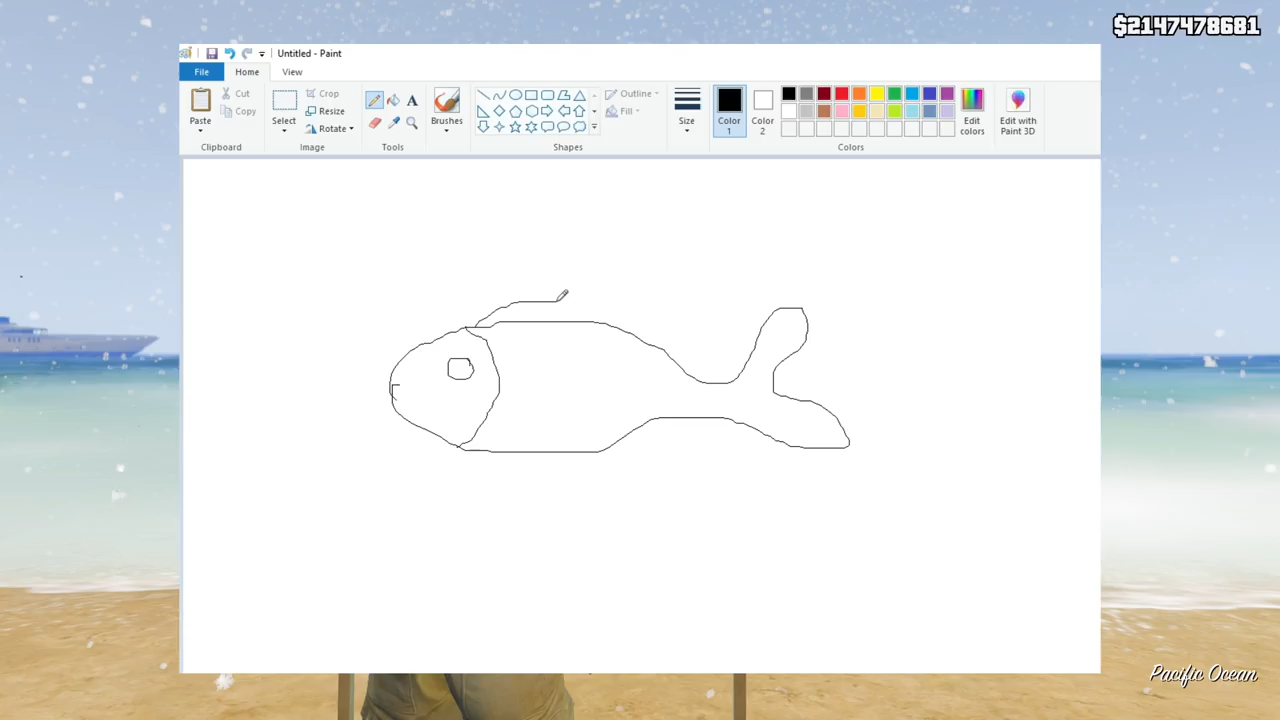 $2147478681
Untitled - Paint
File Home View
Paste Cut Copy Select Crop Resize Rotate A Brushes Outline Fill Size Color 1 Color 2 Edit colors Edit with Paint 3D
Clipboard Image Tools Shapes Colors
Pacific Ocean